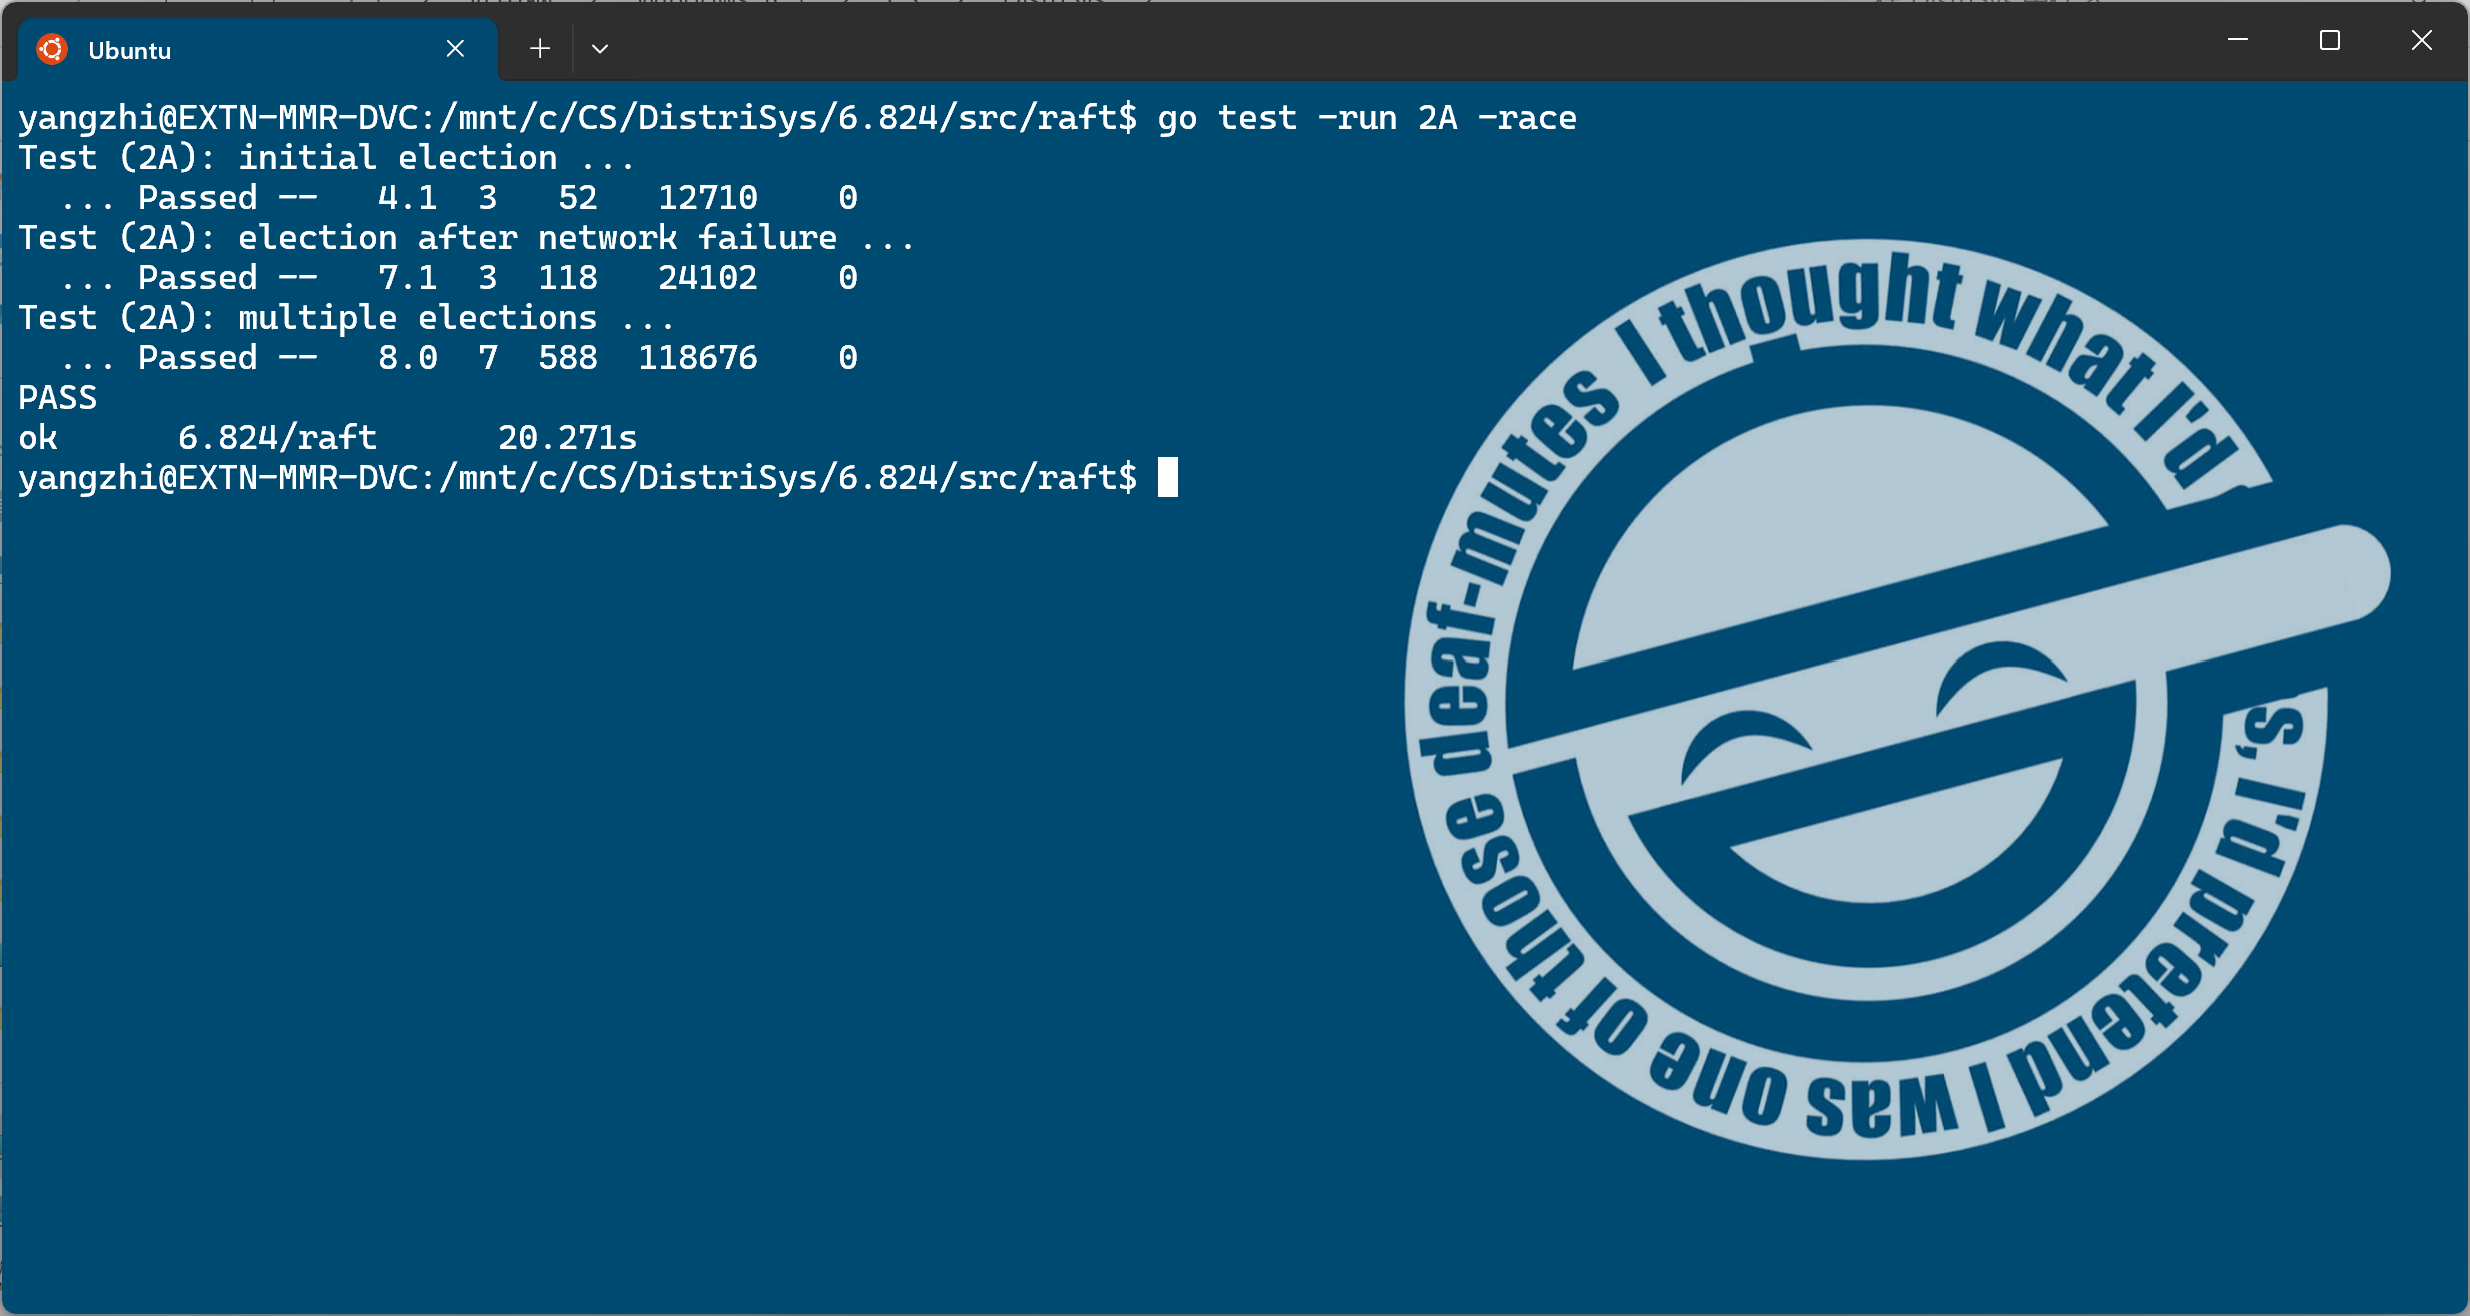 Ubuntu
yangzhi@EXTN-MMR-DVC:/mnt/c/CS/DistriSys/6.824/src/raft$ go test -run 2A -race
Test (2A): initial election ...
  ... Passed --   4.1  3   52   12710    0
Test (2A): election after network failure ...
  ... Passed --   7.1  3  118   24102    0
Test (2A): multiple elections ...
  ... Passed --   8.0  7  588  118676    0
PASS
ok      6.824/raft      20.271s
yangzhi@EXTN-MMR-DVC:/mnt/c/CS/DistriSys/6.824/src/raft$
I thought what I'd
s, I'd pretend I was one of those deaf-mutes